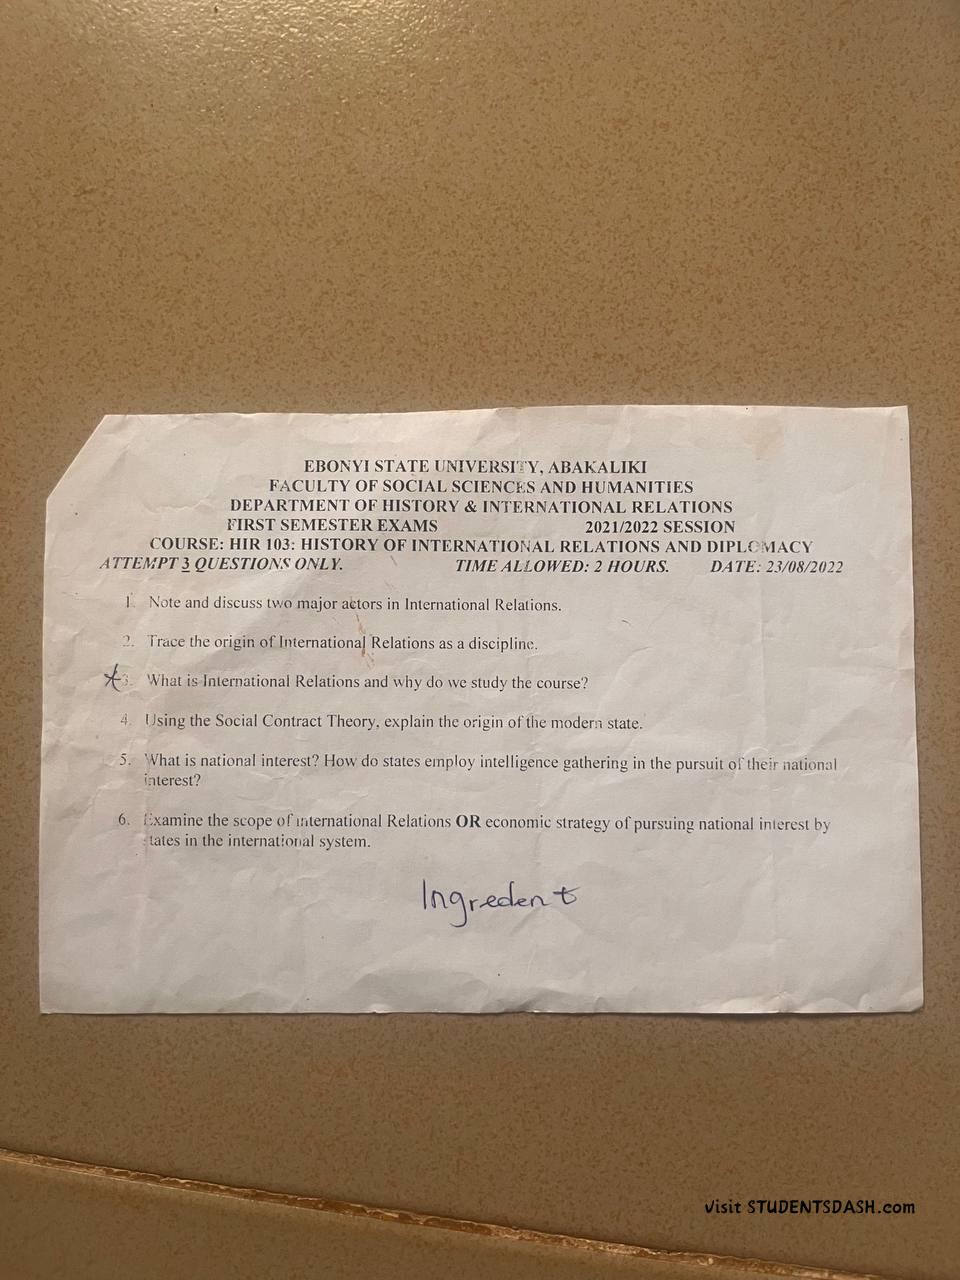 EBONYI STATE UNIVERSITY, ABAKALIKI
FACULTY OF SOCIAL SCIENCES AND HUMANITIES
DEPARTMENT OF HISTORY & INTERNATIONAL RELATIONS
FIRST SEMESTER EXAMS 2021/2022 SESSION
COURSE: HIR 103: HISTORY OF INTERNATIONAL RELATIONS AND DIPLOMACY
ATTEMPT 3 QUESTIONS ONLY. TIME ALLOWED: 2 HOURS. DATE: 23/08/2022
1. Note and discuss two major actors in International Relations.
2. Trace the origin of International Relations as a discipline.
3. What is International Relations and why do we study the course?
4. Using the Social Contract Theory, explain the origin of the modern state.
5. What is national interest? How do states employ intelligence gathering in the pursuit of their national
interest?
6. Examine the scope of international Relations OR economic strategy of pursuing national interest by
states in the international system.
Ingredent
visit STUDENTSDASH.com